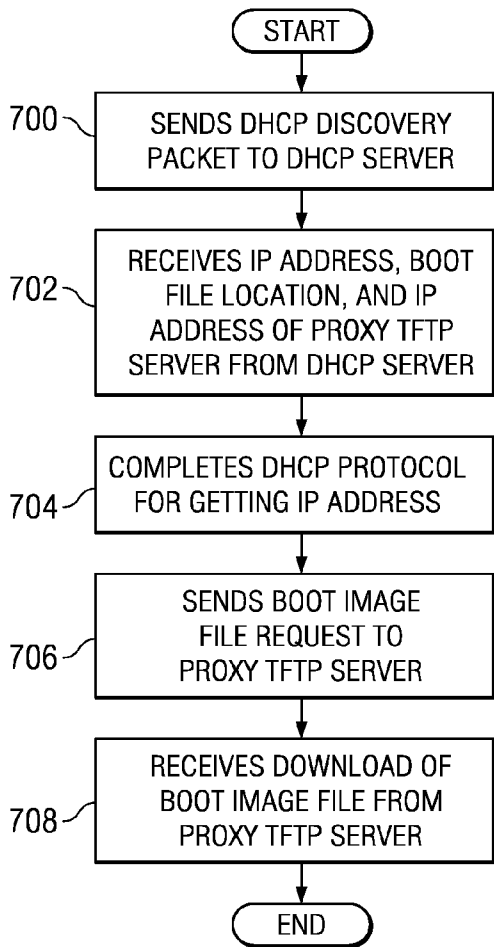 START
700
SENDS DHCP DISCOVERY
PACKET TO DHCP SERVER
702
RECEIVES IP ADDRESS, BOOT
FILE LOCATION, AND IP
ADDRESS OF PROXY TFTP
SERVER FROM DHCP SERVER
704
COMPLETES DHCP PROTOCOL
FOR GETTING IP ADDRESS
706
SENDS BOOT IMAGE
FILE REQUEST TO
PROXY TFTP SERVER
708
RECEIVES DOWNLOAD OF
BOOT IMAGE FILE FROM
PROXY TFTP SERVER
END